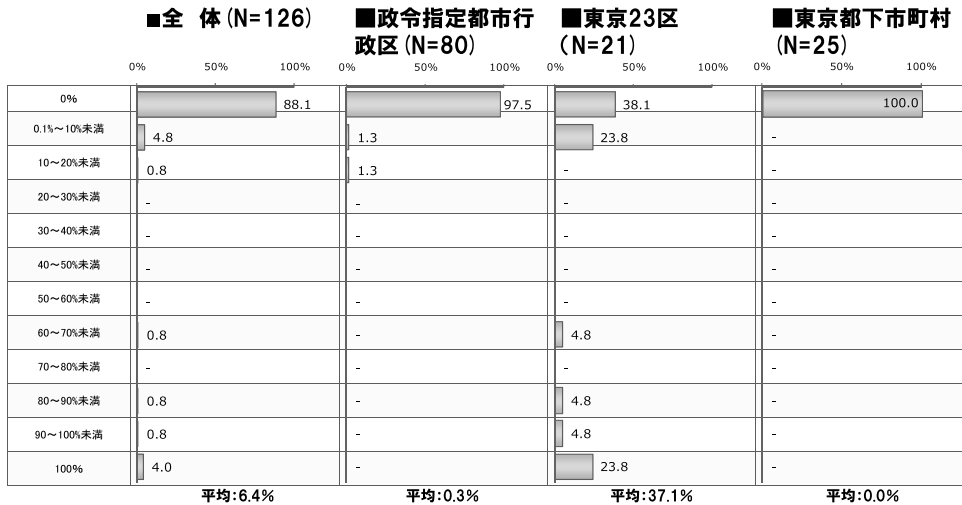 ■全 体(N=126)
■政令指定都市行
政区(N=80)
■東京23区
(N=21)
■東京都下市町村
(N=25)
0% 50% 100% 0% 50% 100% 0% 50% 100% 0% 50% 100%
0% 88.1 97.5 38.1 100.0
0.1%～10%未満 4.8 1.3 23.8 -
10～20%未満 0.8 1.3 - -
20～30%未満 - - - -
30～40%未満 - - - -
40～50%未満 - - - -
50～60%未満 - - - -
60～70%未満 0.8 - 4.8 -
70～80%未満 - - - -
80～90%未満 0.8 - 4.8 -
90～100%未満 0.8 - 4.8 -
100% 4.0 - 23.8 -
平均:6.4% 平均:0.3% 平均:37.1% 平均:0.0%